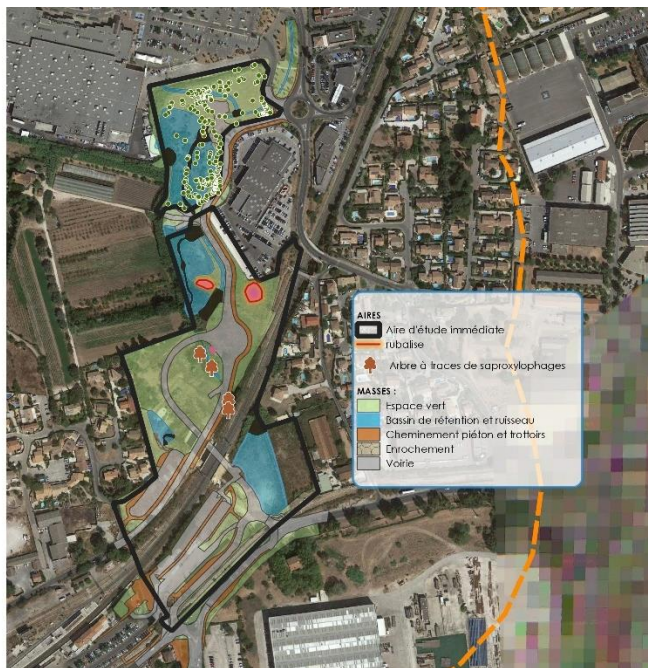 AIRES
Aire d'étude immédiate
rubalise
Arbre à traces de saproxylophages
MASSES :
Espace vert
Bassin de rétention et ruisseau
Cheminement piéton et trottoirs
Enrochement
Voirie